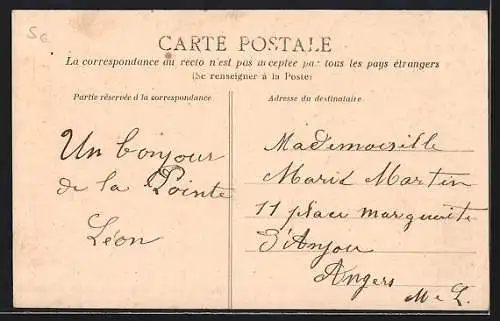 5e
CARTE POSTALE
La correspondance au recto n'est pas acceptée par tous les pays étrangers
(Se renseigner à la Poste)
Partie réservée à la correspondance
Adresse du destinataire
Un bonjour
de la Pointe
Léon
Mademoiselle
Marie Martin
11 place marguerite
d'Anjou
Angers
M e L.